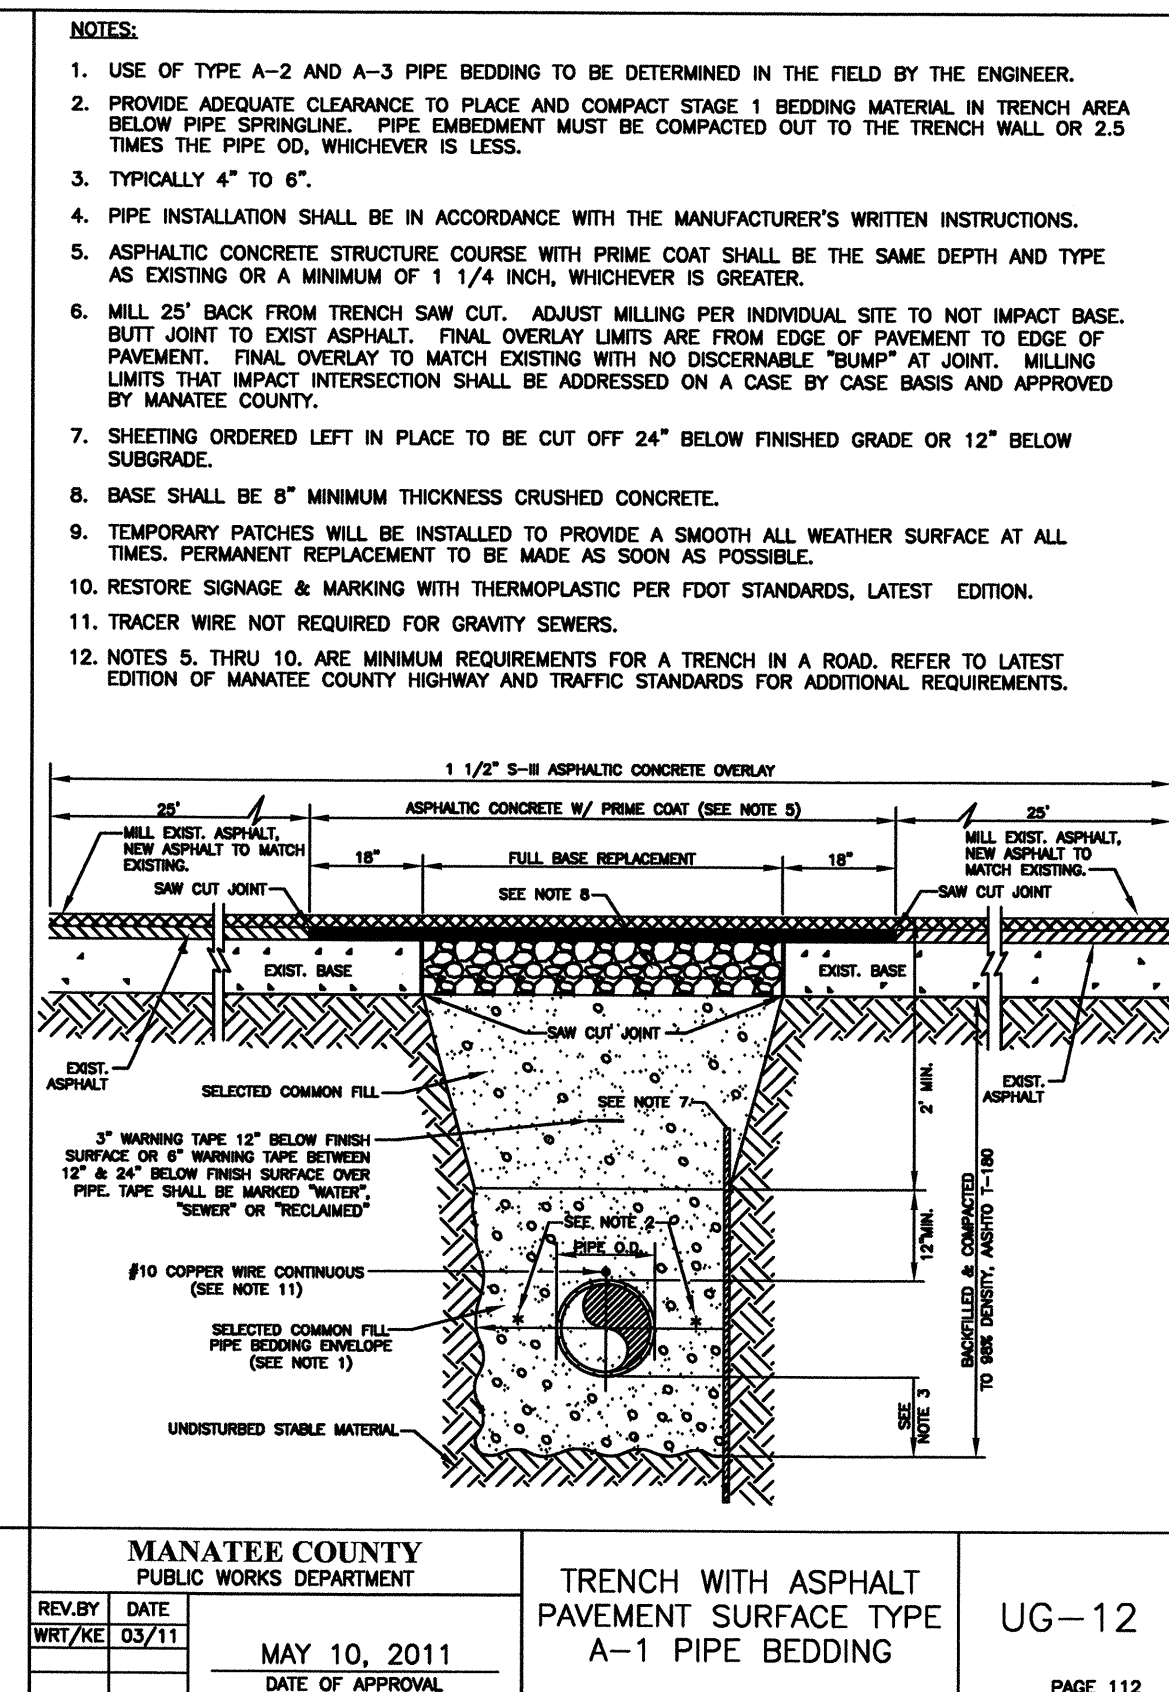 NOTES:
1. USE OF TYPE A-2 AND A-3 PIPE BEDDING TO BE DETERMINED IN THE FIELD BY THE ENGINEER.
2. PROVIDE ADEQUATE CLEARANCE TO PLACE AND COMPACT STAGE 1 BEDDING MATERIAL IN TRENCH AREA
BELOW PIPE SPRINGLINE. PIPE EMBEDMENT MUST BE COMPACTED OUT TO THE TRENCH WALL OR 2.5
TIMES THE PIPE OD, WHICHEVER IS LESS.
3. TYPICALLY 4" TO 6".
4. PIPE INSTALLATION SHALL BE IN ACCORDANCE WITH THE MANUFACTURER'S WRITTEN INSTRUCTIONS.
5. ASPHALTIC CONCRETE STRUCTURE COURSE WITH PRIME COAT SHALL BE THE SAME DEPTH AND TYPE
AS EXISTING OR A MINIMUM OF 1 1/4 INCH, WHICHEVER IS GREATER.
6. MILL 25' BACK FROM TRENCH SAW CUT. ADJUST MILLING PER INDIVIDUAL SITE TO NOT IMPACT BASE.
BUTT JOINT TO EXIST ASPHALT. FINAL OVERLAY LIMITS ARE FROM EDGE OF PAVEMENT TO EDGE OF
PAVEMENT. FINAL OVERLAY TO MATCH EXISTING WITH NO DISCERNABLE "BUMP" AT JOINT. MILLING
LIMITS THAT IMPACT INTERSECTION SHALL BE ADDRESSED ON A CASE BY CASE BASIS AND APPROVED
BY MANATEE COUNTY.
7. SHEETING ORDERED LEFT IN PLACE TO BE CUT OFF 24" BELOW FINISHED GRADE OR 12" BELOW
SUBGRADE.
8. BASE SHALL BE 8" MINIMUM THICKNESS CRUSHED CONCRETE.
9. TEMPORARY PATCHES WILL BE INSTALLED TO PROVIDE A SMOOTH ALL WEATHER SURFACE AT ALL
TIMES. PERMANENT REPLACEMENT TO BE MADE AS SOON AS POSSIBLE.
10. RESTORE SIGNAGE & MARKING WITH THERMOPLASTIC PER FDOT STANDARDS, LATEST EDITION.
11. TRACER WIRE NOT REQUIRED FOR GRAVITY SEWERS.
12. NOTES 5. THRU 10. ARE MINIMUM REQUIREMENTS FOR A TRENCH IN A ROAD. REFER TO LATEST
EDITION OF MANATEE COUNTY HIGHWAY AND TRAFFIC STANDARDS FOR ADDITIONAL REQUIREMENTS.
1 1/2" S-III ASPHALTIC CONCRETE OVERLAY
25'
ASPHALTIC CONCRETE W/ PRIME COAT (SEE NOTE 5)
25'
MILL EXIST. ASPHALT,
NEW ASPHALT TO MATCH
EXISTING.
18"
FULL BASE REPLACEMENT
18"
MILL EXIST. ASPHALT,
NEW ASPHALT TO
MATCH EXISTING.
SAW CUT JOINT
SEE NOTE 8
SAW CUT JOINT
EXIST. BASE
EXIST. BASE
SAW CUT JOINT
EXIST.
ASPHALT
EXIST.
ASPHALT
SELECTED COMMON FILL
SEE NOTE 7
2' MIN.
3" WARNING TAPE 12" BELOW FINISH
SURFACE OR 6" WARNING TAPE BETWEEN
12" & 24" BELOW FINISH SURFACE OVER
PIPE. TAPE SHALL BE MARKED "WATER",
"SEWER" OR "RECLAIMED"
SEE NOTE 2
PIPE O.D.
12"MIN.
BACKFILLED & COMPACTED
TO 98% DENSITY, AASHTO T-180
#10 COPPER WIRE CONTINUOUS
(SEE NOTE 11)
SELECTED COMMON FILL
PIPE BEDDING ENVELOPE
(SEE NOTE 1)
SEE
NOTE 3
UNDISTURBED STABLE MATERIAL
MANATEE COUNTY
PUBLIC WORKS DEPARTMENT
REV.BY DATE
WRT/KE 03/11
MAY 10, 2011
DATE OF APPROVAL
TRENCH WITH ASPHALT
PAVEMENT SURFACE TYPE
A-1 PIPE BEDDING
UG-12
PAGE 112